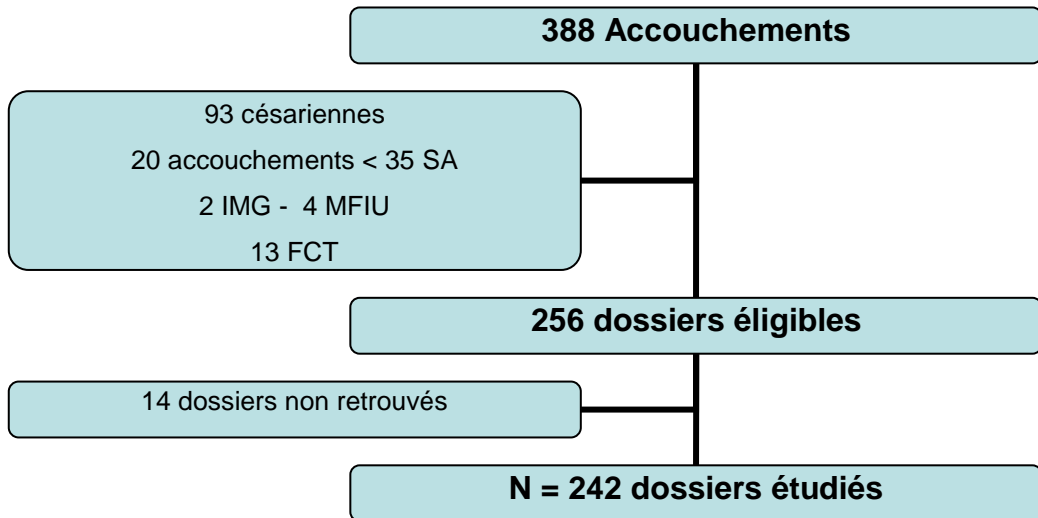 388 Accouchements
93 césariennes
20 accouchements < 35 SA
2 IMG - 4 MFIU
13 FCT
256 dossiers éligibles
14 dossiers non retrouvés
N = 242 dossiers étudiés